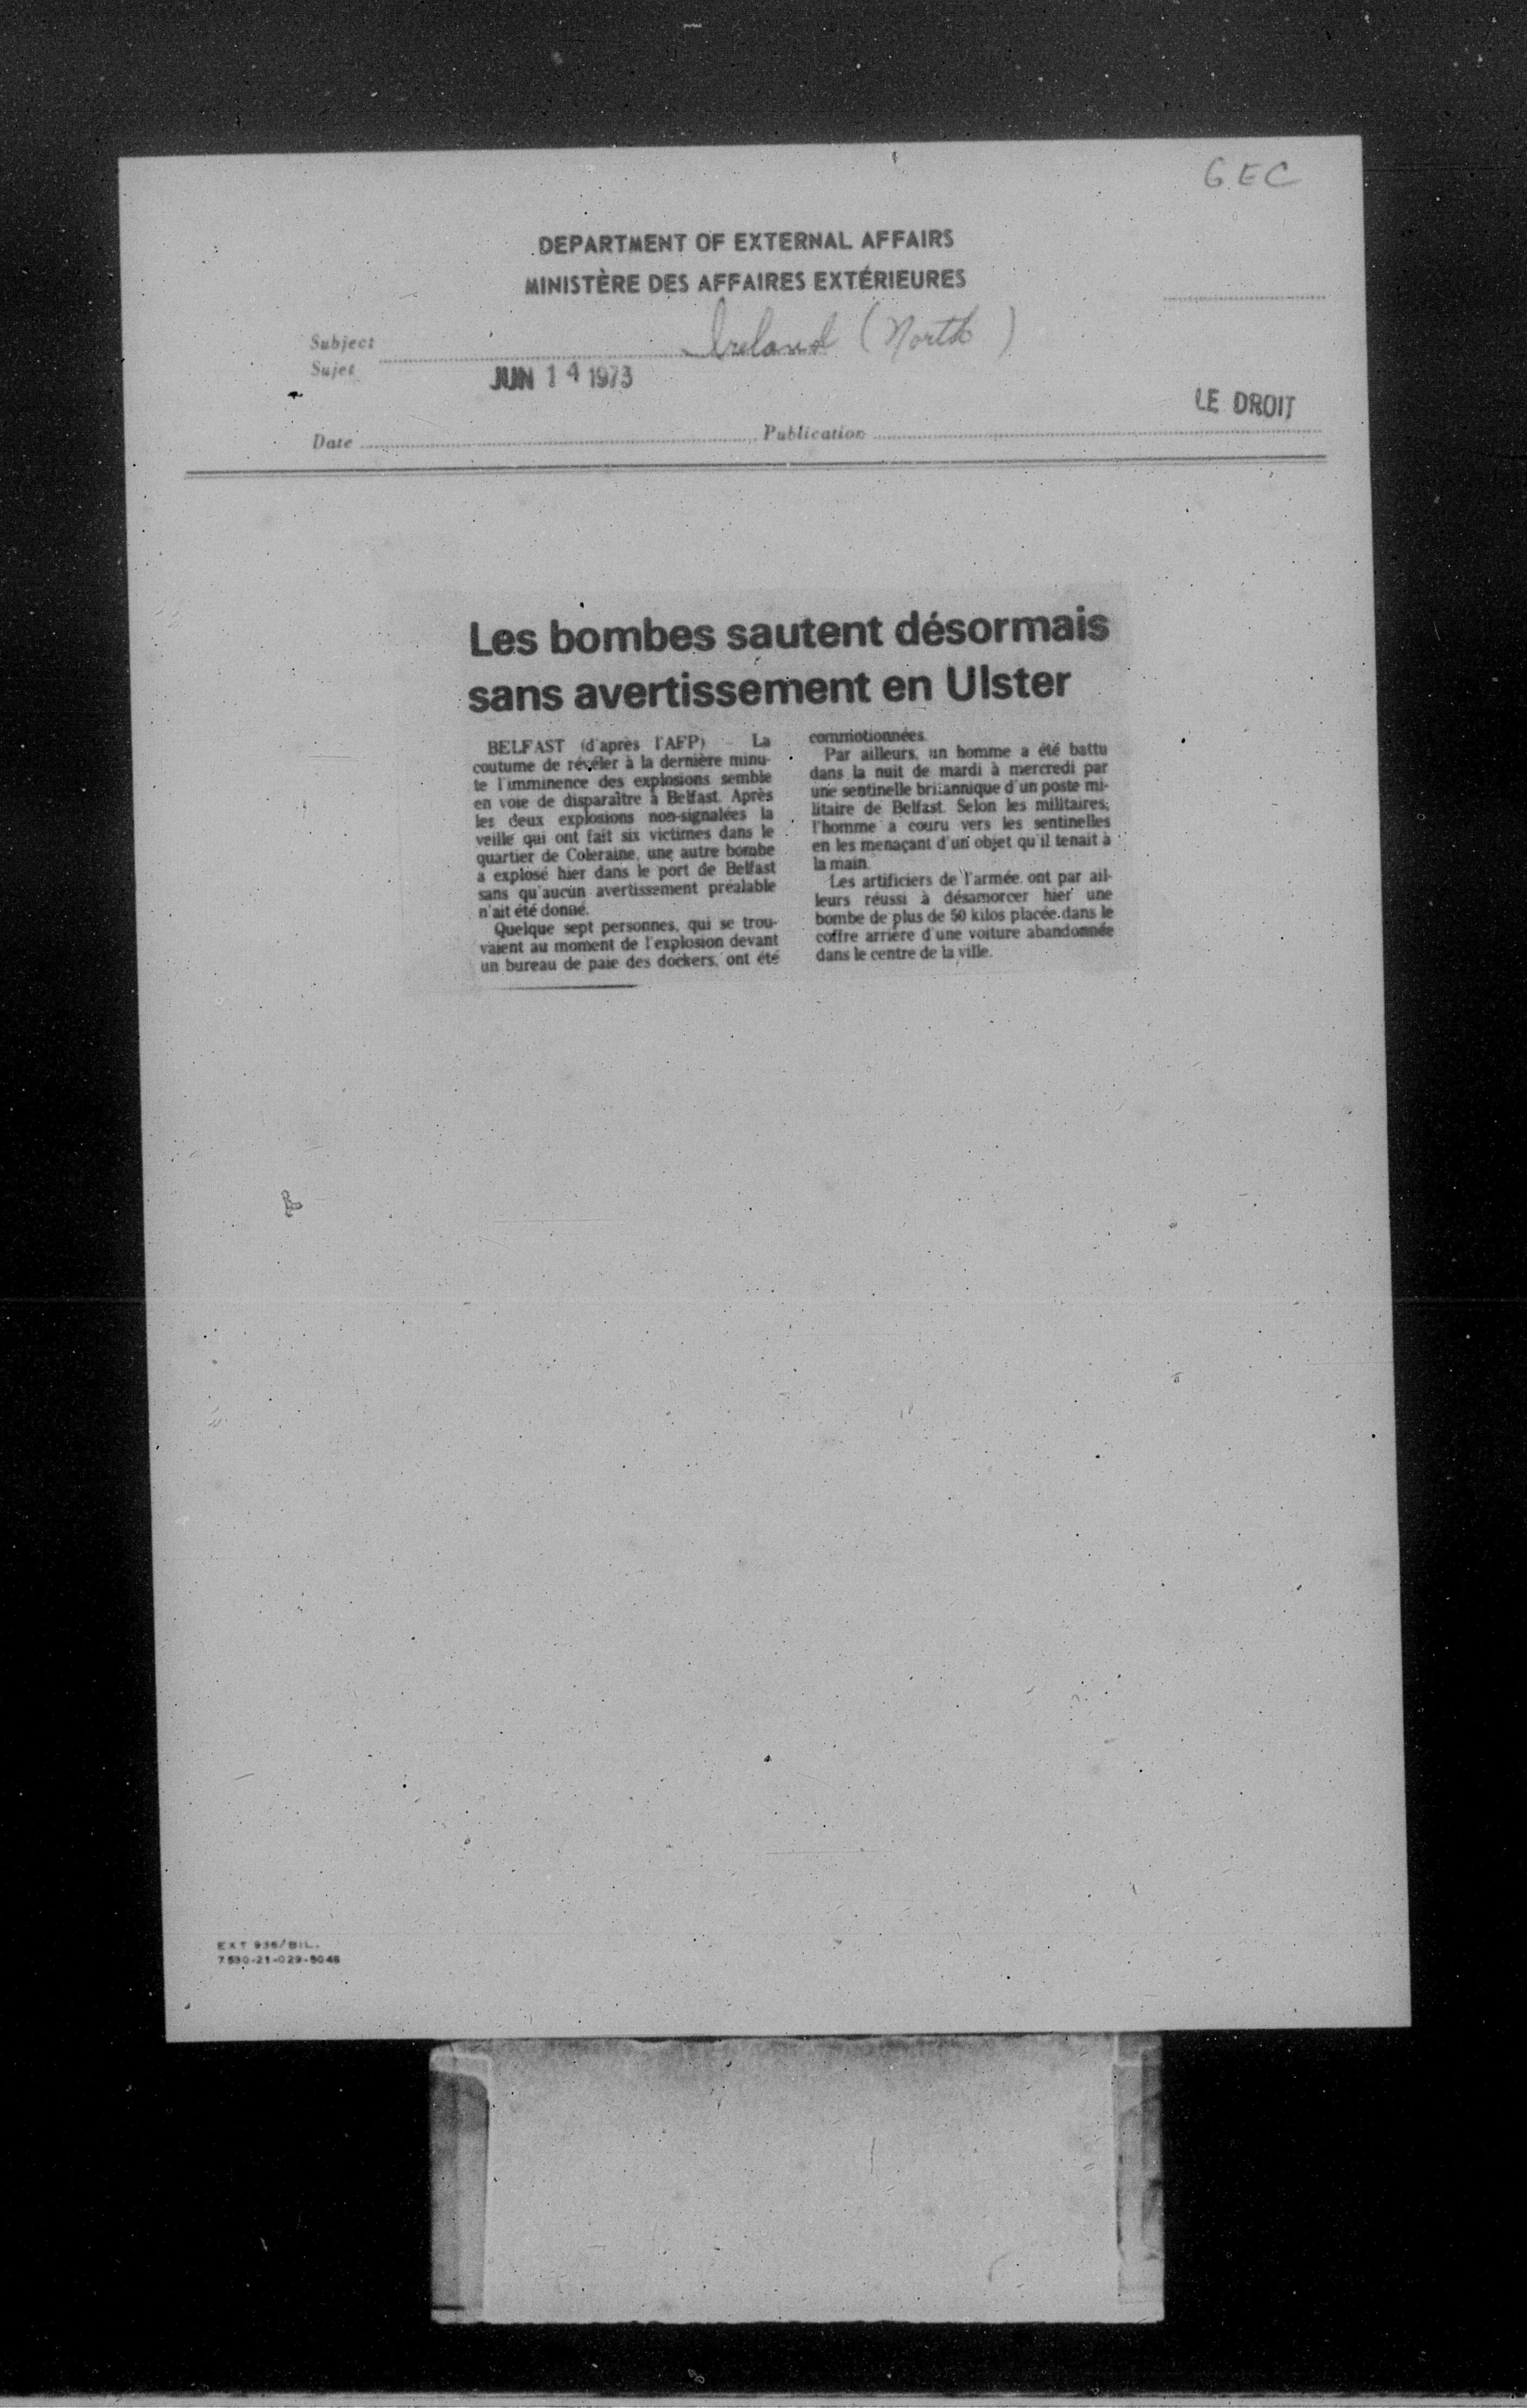 GEC
DEPARTMENT OF EXTERNAL AFFAIRS
MINISTÈRE DES AFFAIRES EXTÉRIEURES
Subject Ireland (North)
Sujet
JUN 14 1973
LE DROIT
Date Publication
Les bombes sautent désormais
sans avertissement en Ulster
BELFAST (d'après l'AFP) - La
coutume de révéler à la dernière minu-
te l'imminence des explosions semble
en voie de disparaître à Belfast. Après
les deux explosions non-signalées la
veille qui ont fait six victimes dans le
quartier de Coleraine, une autre bombe
a explosé hier dans le port de Belfast
sans qu'aucun avertissement préalable
n'ait été donné.
Quelque sept personnes, qui se trou-
vaient au moment de l'explosion devant
un bureau de paie des dockers, ont été
commotionnées.
Par ailleurs, un homme a été battu
dans la nuit de mardi à mercredi par
une sentinelle britannique d'un poste mi-
litaire de Belfast. Selon les militaires,
l'homme a couru vers les sentinelles
en les menaçant d'un objet qu'il tenait à
la main.
Les artificiers de l'armée ont par ail-
leurs réussi à désamorcer hier une
bombe de plus de 50 kilos placée dans le
coffre arrière d'une voiture abandonnée
dans le centre de la ville.
EXT 936/BIL.
7530-21-029-5046